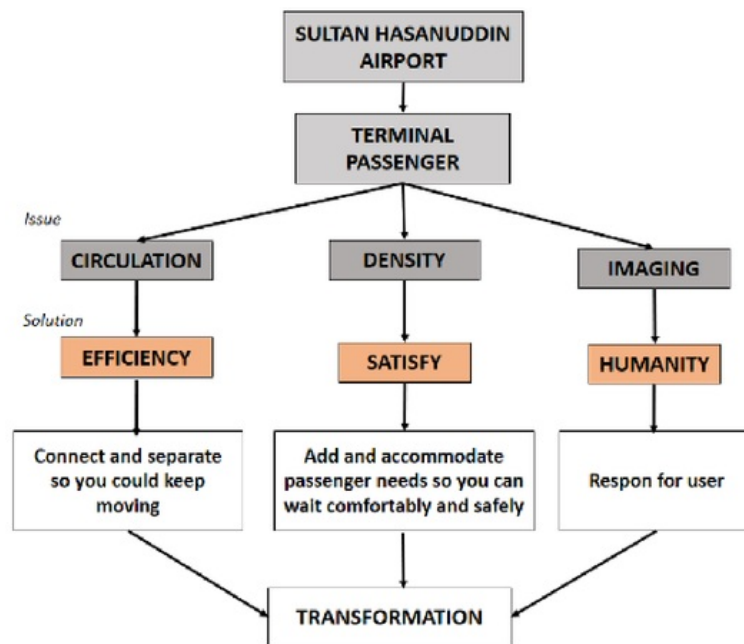 SULTAN HASANUDDIN
AIRPORT
TERMINAL
PASSENGER
Issue
CIRCULATION
DENSITY
IMAGING
Solution
EFFICIENCY
SATISFY
HUMANITY
Connect and separate
so you could keep
moving
Add and accommodate
passenger needs so you can
wait comfortably and safely
Respon for user
TRANSFORMATION